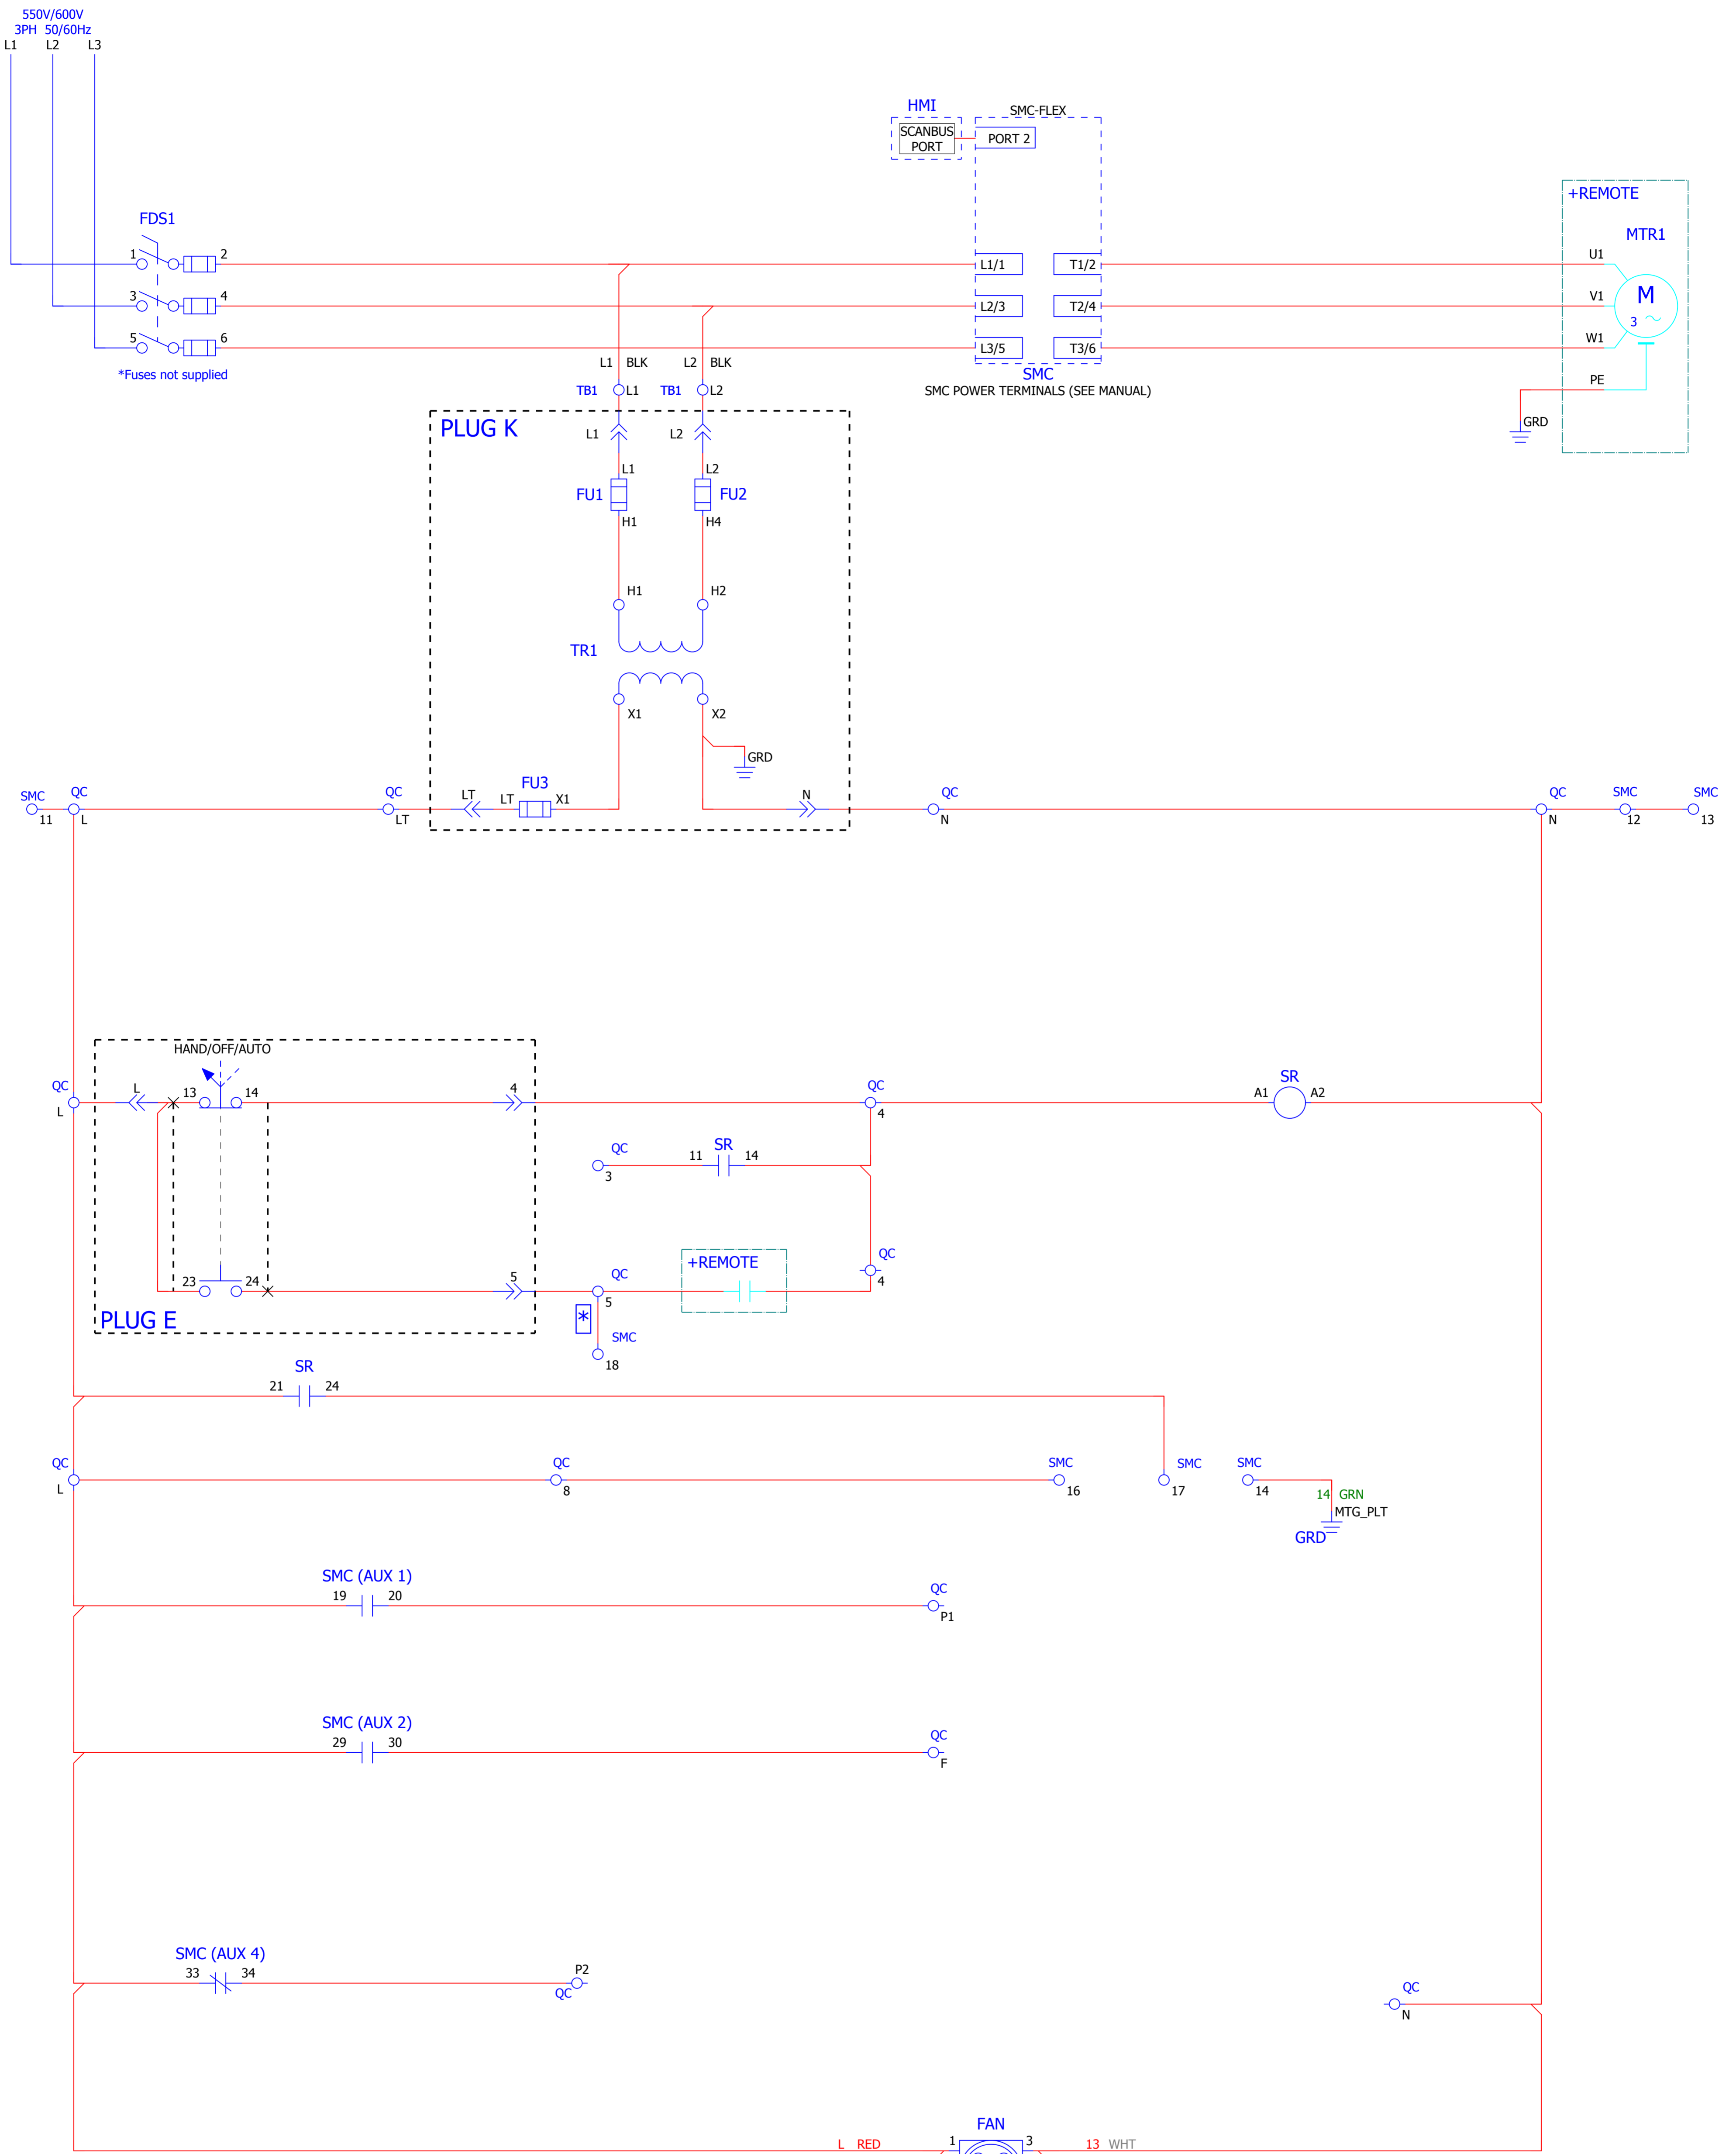 550V/600V
3PH 50/60Hz
L1 L2 L3
HMI
SMC-FLEX
SCANBUS
PORT
PORT 2
+REMOTE
FDS1
MTR1
1 2
L1/1 T1/2
U1
3 4
L2/3 T2/4
V1
M
3
5 6
L3/5 T3/6
W1
*Fuses not supplied
L1 BLK L2 BLK
SMC
SMC POWER TERMINALS (SEE MANUAL)
PE
TB1 L1 TB1 L2
GRD
PLUG K
L1 L2
L1 L2
FU1 FU2
H1 H4
H1 H2
TR1
X1 X2
GRD
FU3
SMC QC QC
LT LT X1
N
QC
QC SMC SMC
11 L LT
N
N 12 13
HAND/OFF/AUTO
QC
L
L
13 14
4
QC
4
SR
A1 A2
QC
3
SR
11 14
QC
4
+REMOTE
23 24
5
QC
5
*
PLUG E
SMC
18
SR
21 24
QC
L
QC
8
SMC
16
SMC
17
SMC
14
14 GRN
MTG_PLT
GRD
SMC (AUX 1)
19 20
QC
P1
SMC (AUX 2)
29 30
QC
F
SMC (AUX 4)
33 34
P2
QC
QC
N
FAN
L RED 1 3 13 WHT